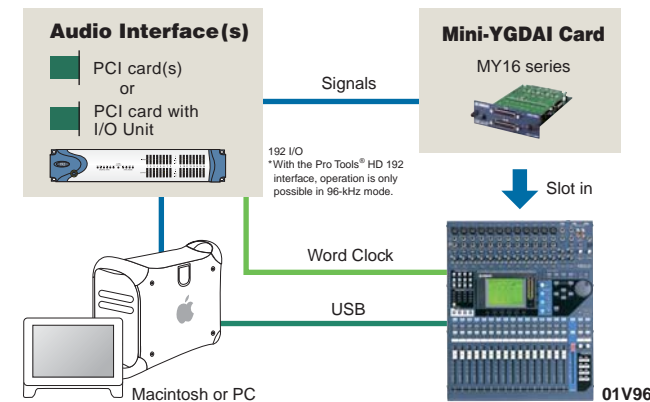 Audio Interface(s)
PCI card(s)
or
PCI card with
I/O Unit
Signals
Mini-YGDAI Card
MY16 series
192 I/O
*With the Pro Tools® HD 192
interface, operation is only
possible in 96-kHz mode.
Slot in
Word Clock
USB
Macintosh or PC
01V96